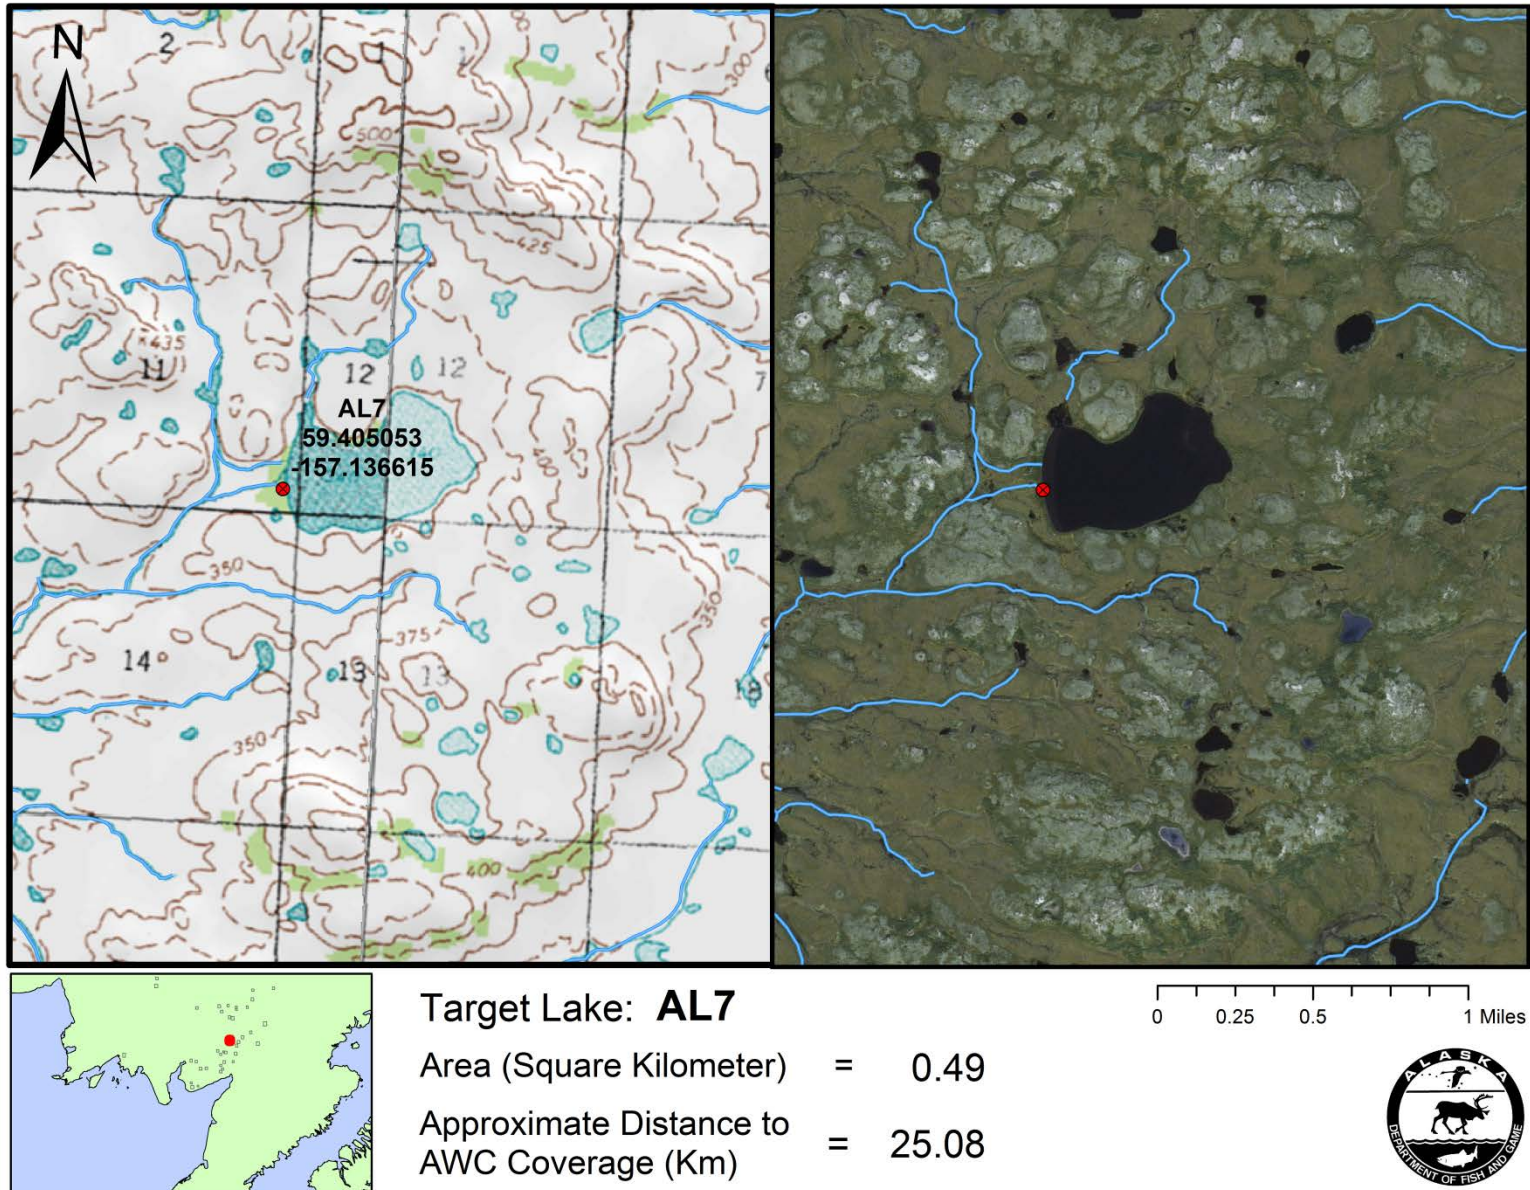 N
2
1
1
500
300
425
×435
11
12
12
7
AL7
59.405053
-157.136615
400
350
350
375
14
13
13
18
350
400
Target Lake: AL7
Area (Square Kilometer) = 0.49
Approximate Distance to
AWC Coverage (Km) = 25.08
0 0.25 0.5 1 Miles
ALASKA
DEPARTMENT OF FISH AND GAME